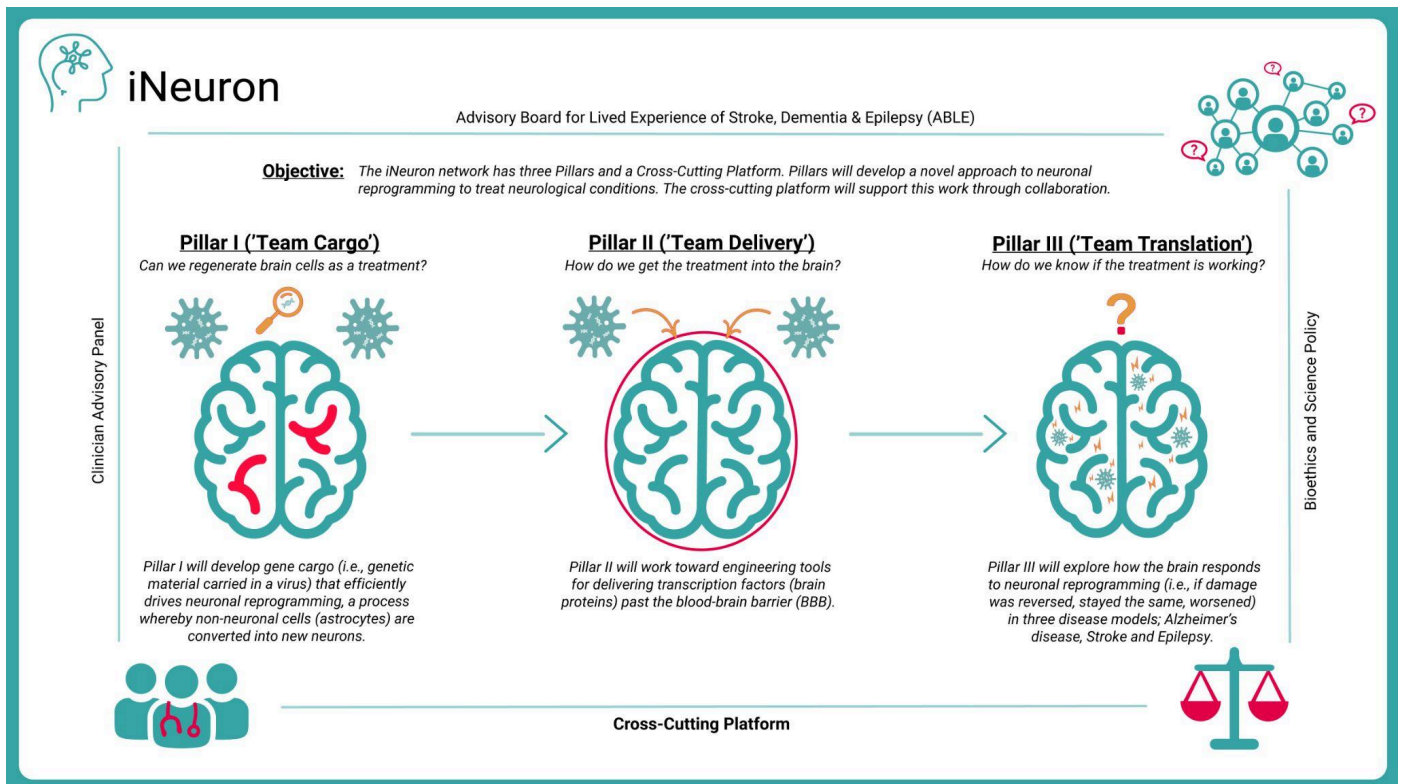 iNeuron
Advisory Board for Lived Experience of Stroke, Dementia & Epilepsy (ABLE)
?
?
?
Objective: The iNeuron network has three Pillars and a Cross-Cutting Platform. Pillars will develop a novel approach to neuronal
reprogramming to treat neurological conditions. The cross-cutting platform will support this work through collaboration.
Clinician Advisory Panel
Pillar I ('Team Cargo')
Can we regenerate brain cells as a treatment?
Pillar I will develop gene cargo (i.e., genetic
material carried in a virus) that efficiently
drives neuronal reprogramming, a process
whereby non-neuronal cells (astrocytes) are
converted into new neurons.
Pillar II ('Team Delivery')
How do we get the treatment into the brain?
Pillar II will work toward engineering tools
for delivering transcription factors (brain
proteins) past the blood-brain barrier (BBB).
Pillar III ('Team Translation')
How do we know if the treatment is working?
?
Pillar III will explore how the brain responds
to neuronal reprogramming (i.e., if damage
was reversed, stayed the same, worsened)
in three disease models; Alzheimer's
disease, Stroke and Epilepsy.
Bioethics and Science Policy
Cross-Cutting Platform